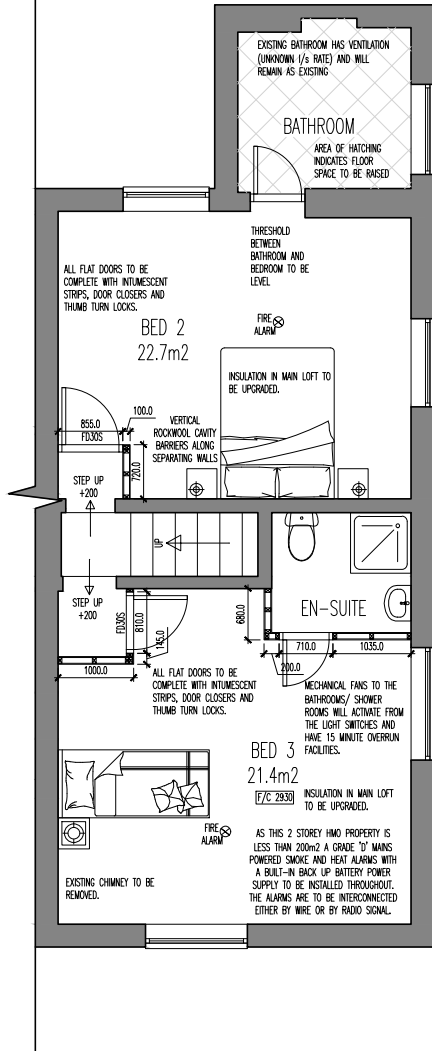 EXISTING BATHROOM HAS VENTILATION
(UNKNOWN l/s RATE) AND WILL
REMAIN AS EXISTING
BATHROOM
AREA OF HATCHING
INDICATES FLOOR
SPACE TO BE RAISED
THRESHOLD
BETWEEN
BATHROOM AND
BEDROOM TO BE
LEVEL
ALL FLAT DOORS TO BE
COMPLETE WITH INTUMESCENT
STRIPS, DOOR CLOSERS AND
THUMB TURN LOCKS.
FIRE
ALARM
BED 2
22.7m2
INSULATION IN MAIN LOFT TO
BE UPGRADED.
855.0
100.0
FD30S
VERTICAL
ROCKWOOL CAVITY
BARRIERS ALONG
SEPARATING WALLS
720.0
STEP UP
+200
UP
STEP UP
+200
FD30S
810.0
145.0
680.0
EN-SUITE
710.0
1035.0
200.0
1000.0
ALL FLAT DOORS TO BE
COMPLETE WITH INTUMESCENT
STRIPS, DOOR CLOSERS AND
THUMB TURN LOCKS.
MECHANICAL FANS TO THE
BATHROOMS/ SHOWER
ROOMS WILL ACTIVATE FROM
THE LIGHT SWITCHES AND
HAVE 15 MINUTE OVERRUN
FACILITIES.
BED 3
21.4m2
F/C 2930
INSULATION IN MAIN LOFT
TO BE UPGRADED.
FIRE
ALARM
AS THIS 2 STOREY HMO PROPERTY IS
LESS THAN 200m2 A GRADE 'D' MAINS
POWERED SMOKE AND HEAT ALARMS WITH
A BUILT-IN BACK UP BATTERY POWER
SUPPLY TO BE INSTALLED THROUGHOUT.
THE ALARMS ARE TO BE INTERCONNECTED
EITHER BY WIRE OR BY RADIO SIGNAL.
EXISTING CHIMNEY TO BE
REMOVED.